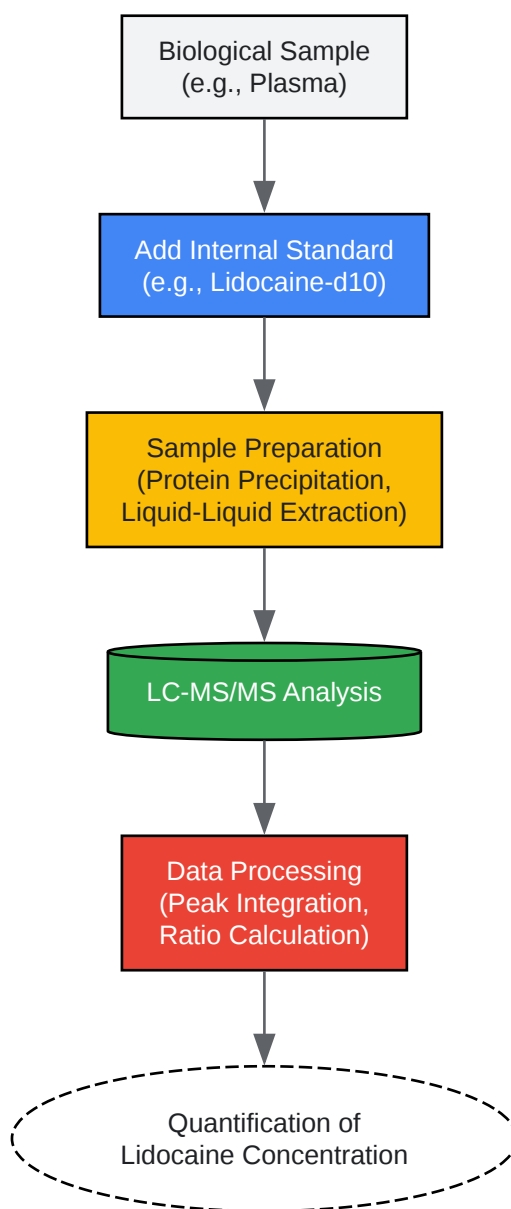 Biological Sample
(e.g., Plasma)
Add Internal Standard
(e.g., Lidocaine-d10)
Sample Preparation
(Protein Precipitation,
Liquid-Liquid Extraction)
LC-MS/MS Analysis
Data Processing
(Peak Integration,
Ratio Calculation)
Quantification of
Lidocaine Concentration